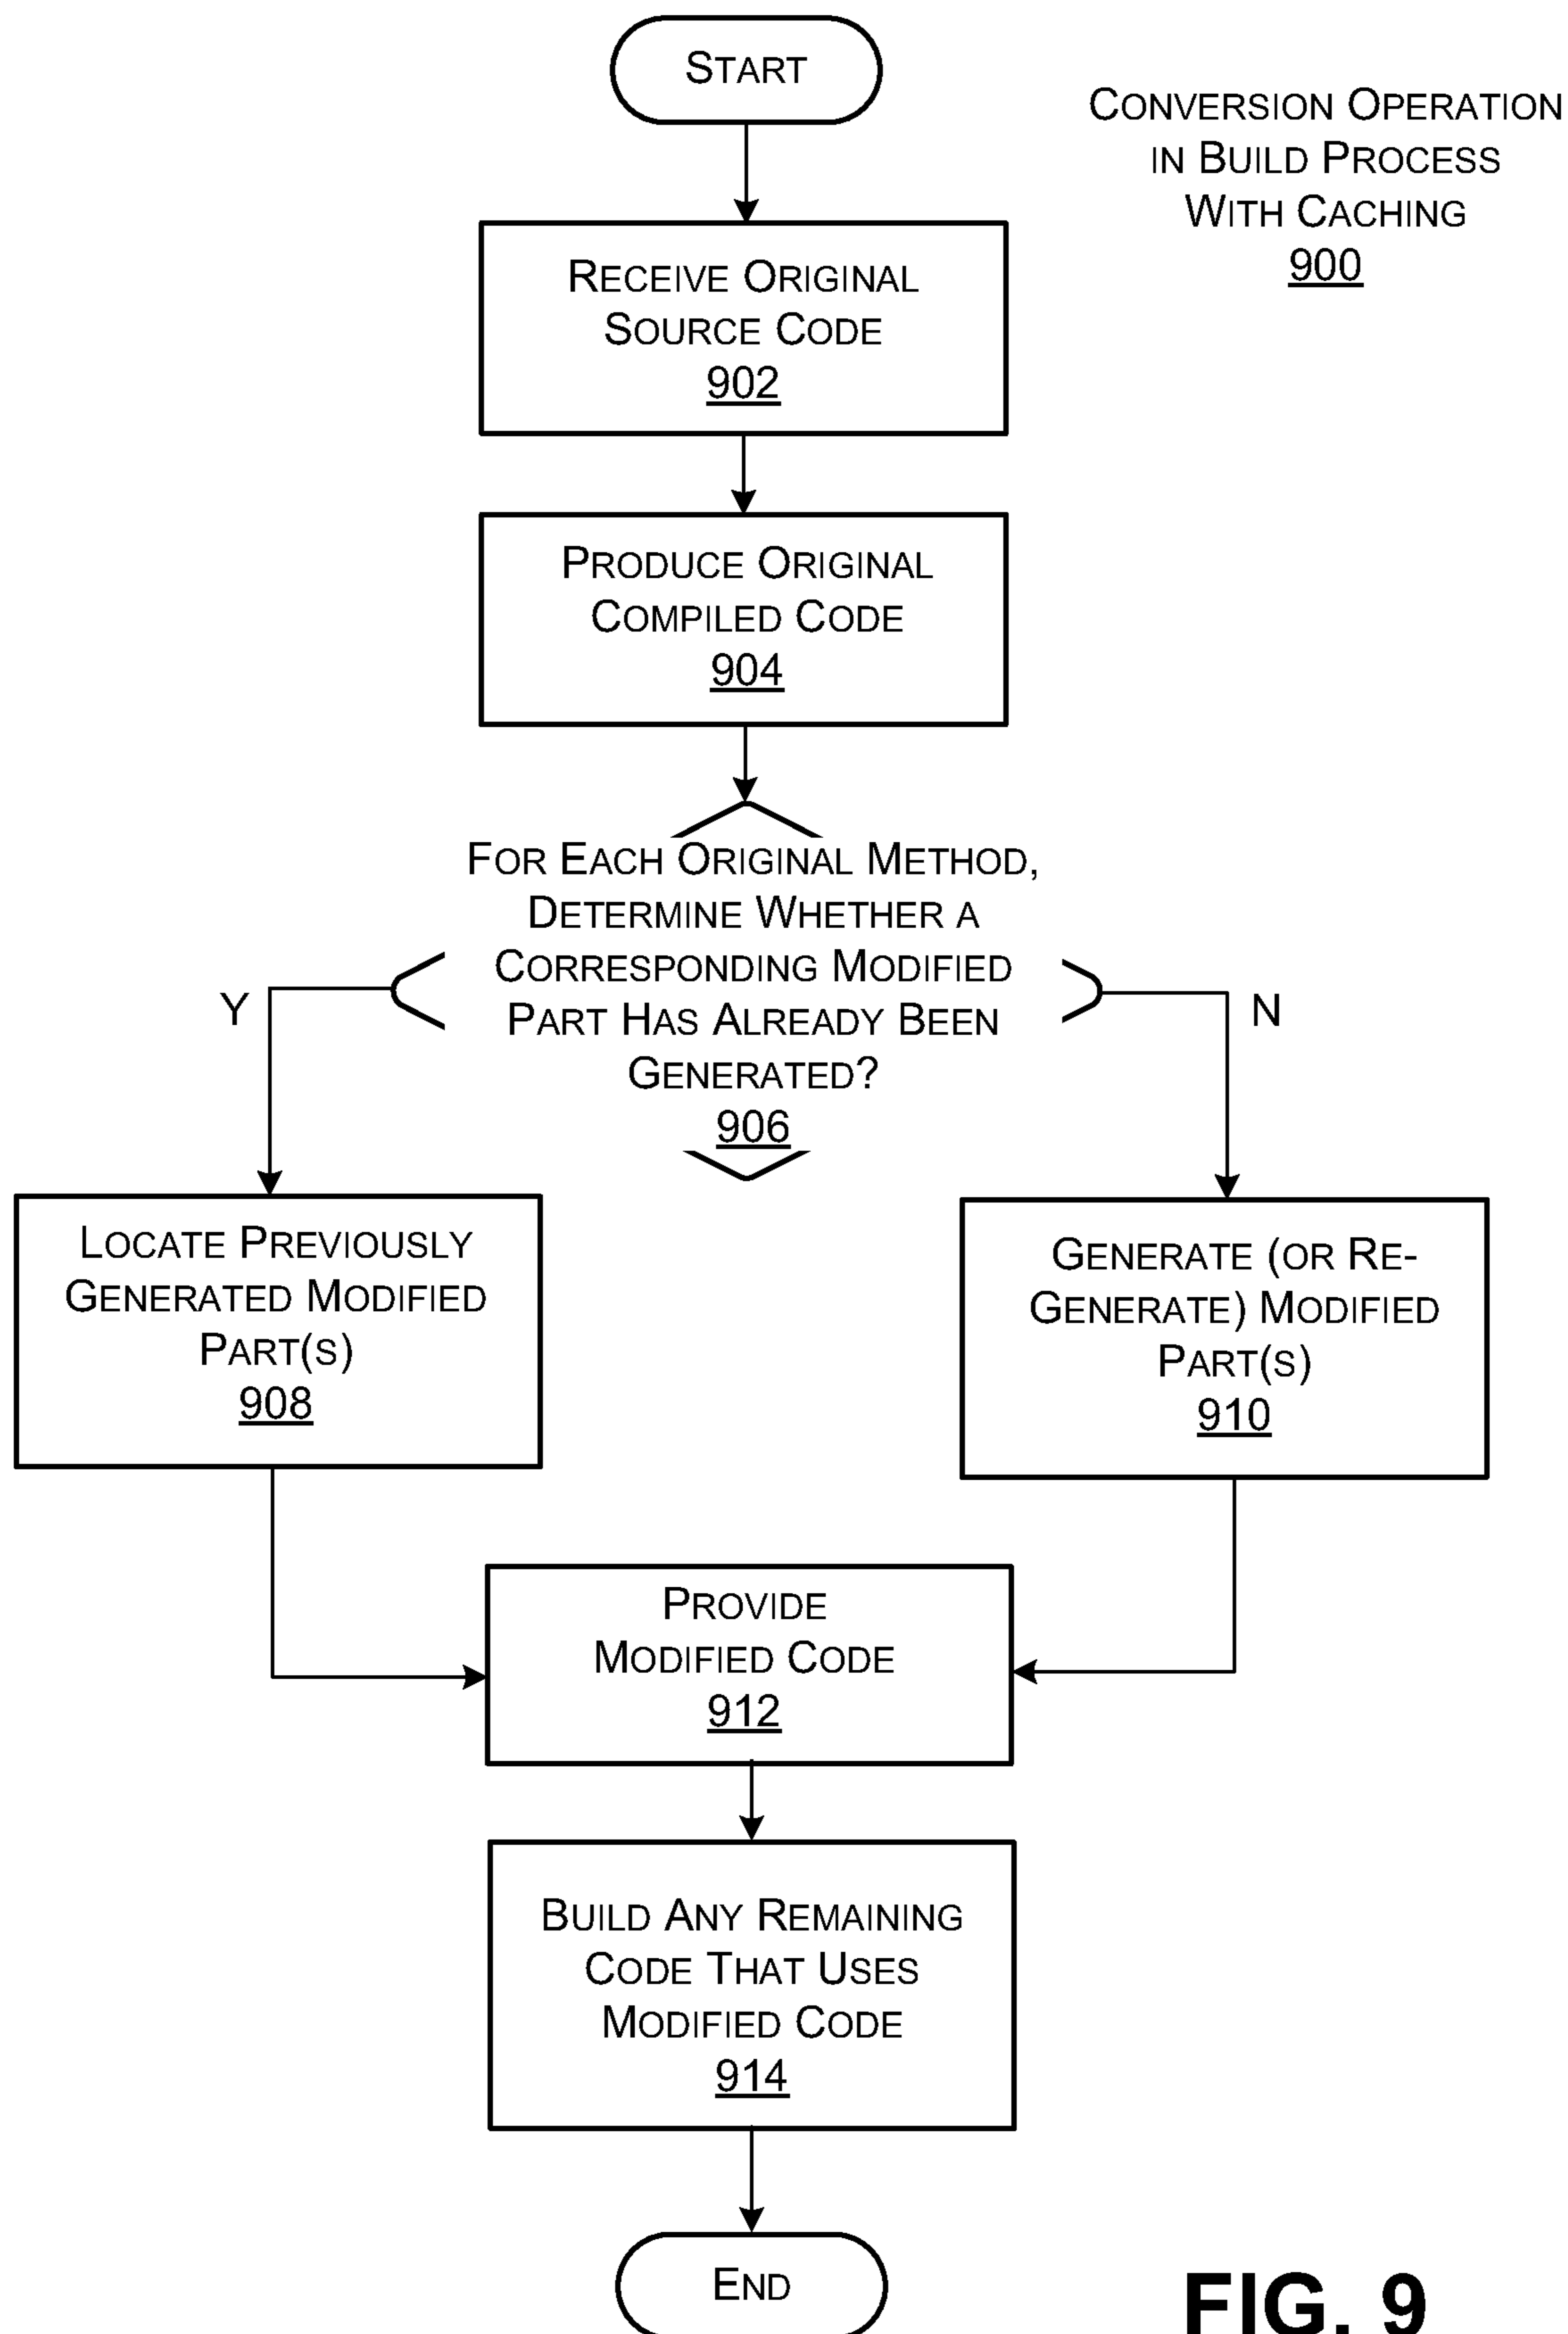 START
CONVERSION OPERATION
IN BUILD PROCESS
WITH CACHING
900
RECEIVE ORIGINAL
SOURCE CODE
902
PRODUCE ORIGINAL
COMPILED CODE
904
FOR EACH ORIGINAL METHOD,
DETERMINE WHETHER A
CORRESPONDING MODIFIED
PART HAS ALREADY BEEN
GENERATED?
906
Y
N
LOCATE PREVIOUSLY
GENERATED MODIFIED
PART(S)
908
GENERATE (OR RE-
GENERATE) MODIFIED
PART(S)
910
PROVIDE
MODIFIED CODE
912
BUILD ANY REMAINING
CODE THAT USES
MODIFIED CODE
914
END
FIG. 9